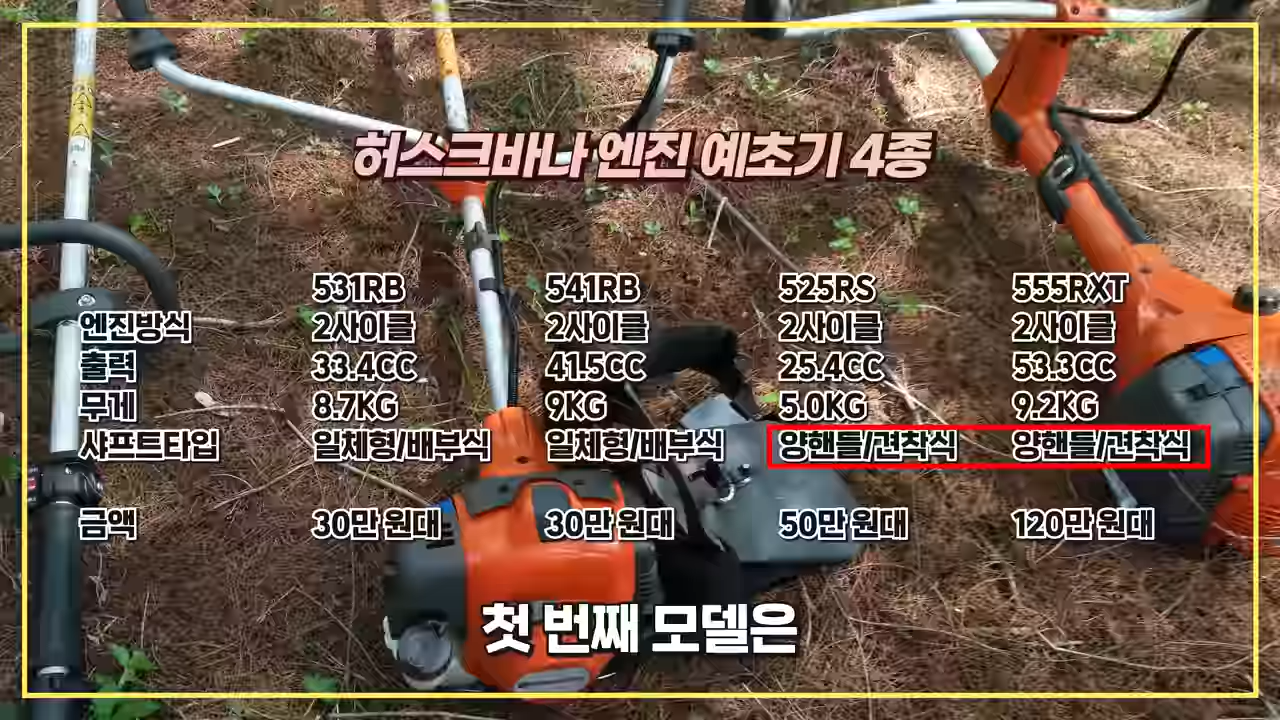 허스크바나 엔진 예초기 4종
531RB 541RB 525RS 555RXT
엔진방식 2사이클 2사이클 2사이클 2사이클
출력 33.4CC 41.5CC 25.4CC 53.3CC
무게 8.7KG 9KG 5.0KG 9.2KG
샤프트타입 일체형/배부식 일체형/배부식 양핸들/견착식 양핸들/견착식
금액 30만 원대 30만 원대 50만 원대 120만 원대
첫 번째 모델은